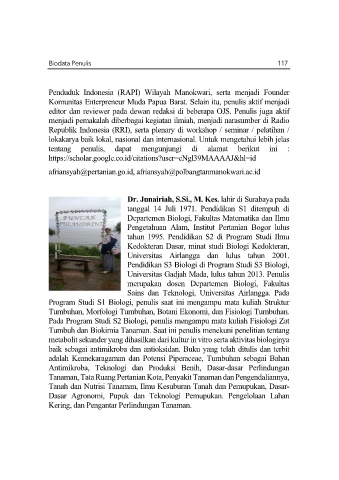 Biodata Penulis 117
Penduduk Indonesia (RAPI) Wilayah Manokwari, serta menjadi Founder
Komunitas Enterpreneur Muda Papua Barat. Selain itu, penulis aktif menjadi
editor dan reviewer pada dewan redaksi di beberapa OJS. Penulis juga aktif
menjadi pemakalah diberbagai kegiatan ilmiah, menjadi narasumber di Radio
Republik Indonesia (RRI), serta plenary di workshop / seminar / pelatihan /
lokakarya baik lokal, nasional dan internasional. Untuk mengetahui lebih jelas
tentang penulis, dapat mengunjungi di alamat berikut ini :
https://scholar.google.co.id/citations?user=cNgl39MAAAAJ&hl=id
afriansyah@pertanian.go.id, afriansyah@polbangtanmanokwari.ac.id
Dr. Junairiah, S.Si., M. Kes. lahir di Surabaya pada
tanggal 14 Juli 1971. Pendidikan S1 ditempuh di
Departemen Biologi, Fakultas Matematika dan Ilmu
Pengetahuan Alam, Institut Pertanian Bogor lulus
tahun 1995. Pendidikan S2 di Program Studi Ilmu
Kedokteran Dasar, minat studi Biologi Kedokteran,
Universitas Airlangga dan lulus tahun 2001.
Pendidikan S3 Biologi di Program Studi S3 Biologi,
Universitas Gadjah Mada, lulus tahun 2013. Penulis
merupakan dosen Departemen Biologi, Fakultas
Sains dan Teknologi, Universitas Airlangga. Pada
Program Studi S1 Biologi, penulis saat ini mengampu mata kuliah Struktur
Tumbuhan, Morfologi Tumbuhan, Botani Ekonomi, dan Fisiologi Tumbuhan.
Pada Program Studi S2 Biologi, penulis mengampu mata kuliah Fisiologi Zat
Tumbuh dan Biokimia Tanaman. Saat ini penulis menekuni penelitian tentang
metabolit sekunder yang dihasilkan dari kultur in vitro serta aktivitas biologinya
baik sebagai antimikroba dan antioksidan. Buku yang telah ditulis dan terbit
adalah Kemekaragaman dan Potensi Piperaceae, Tumbuhan sebagai Bahan
Antimikroba, Teknologi dan Produksi Benih, Dasar-dasar Perlindungan
Tanaman, Tata Ruang Pertanian Kota, Penyakit Tanaman dan Pengendaliannya,
Tanah dan Nutrisi Tanaman, Ilmu Kesuburan Tanah dan Pemupukan, Dasar-
Dasar Agronomi, Pupuk dan Teknologi Pemupukan. Pengelolaan Lahan
Kering, dan Pengantar Perlindungan Tanaman.
PUNCAK